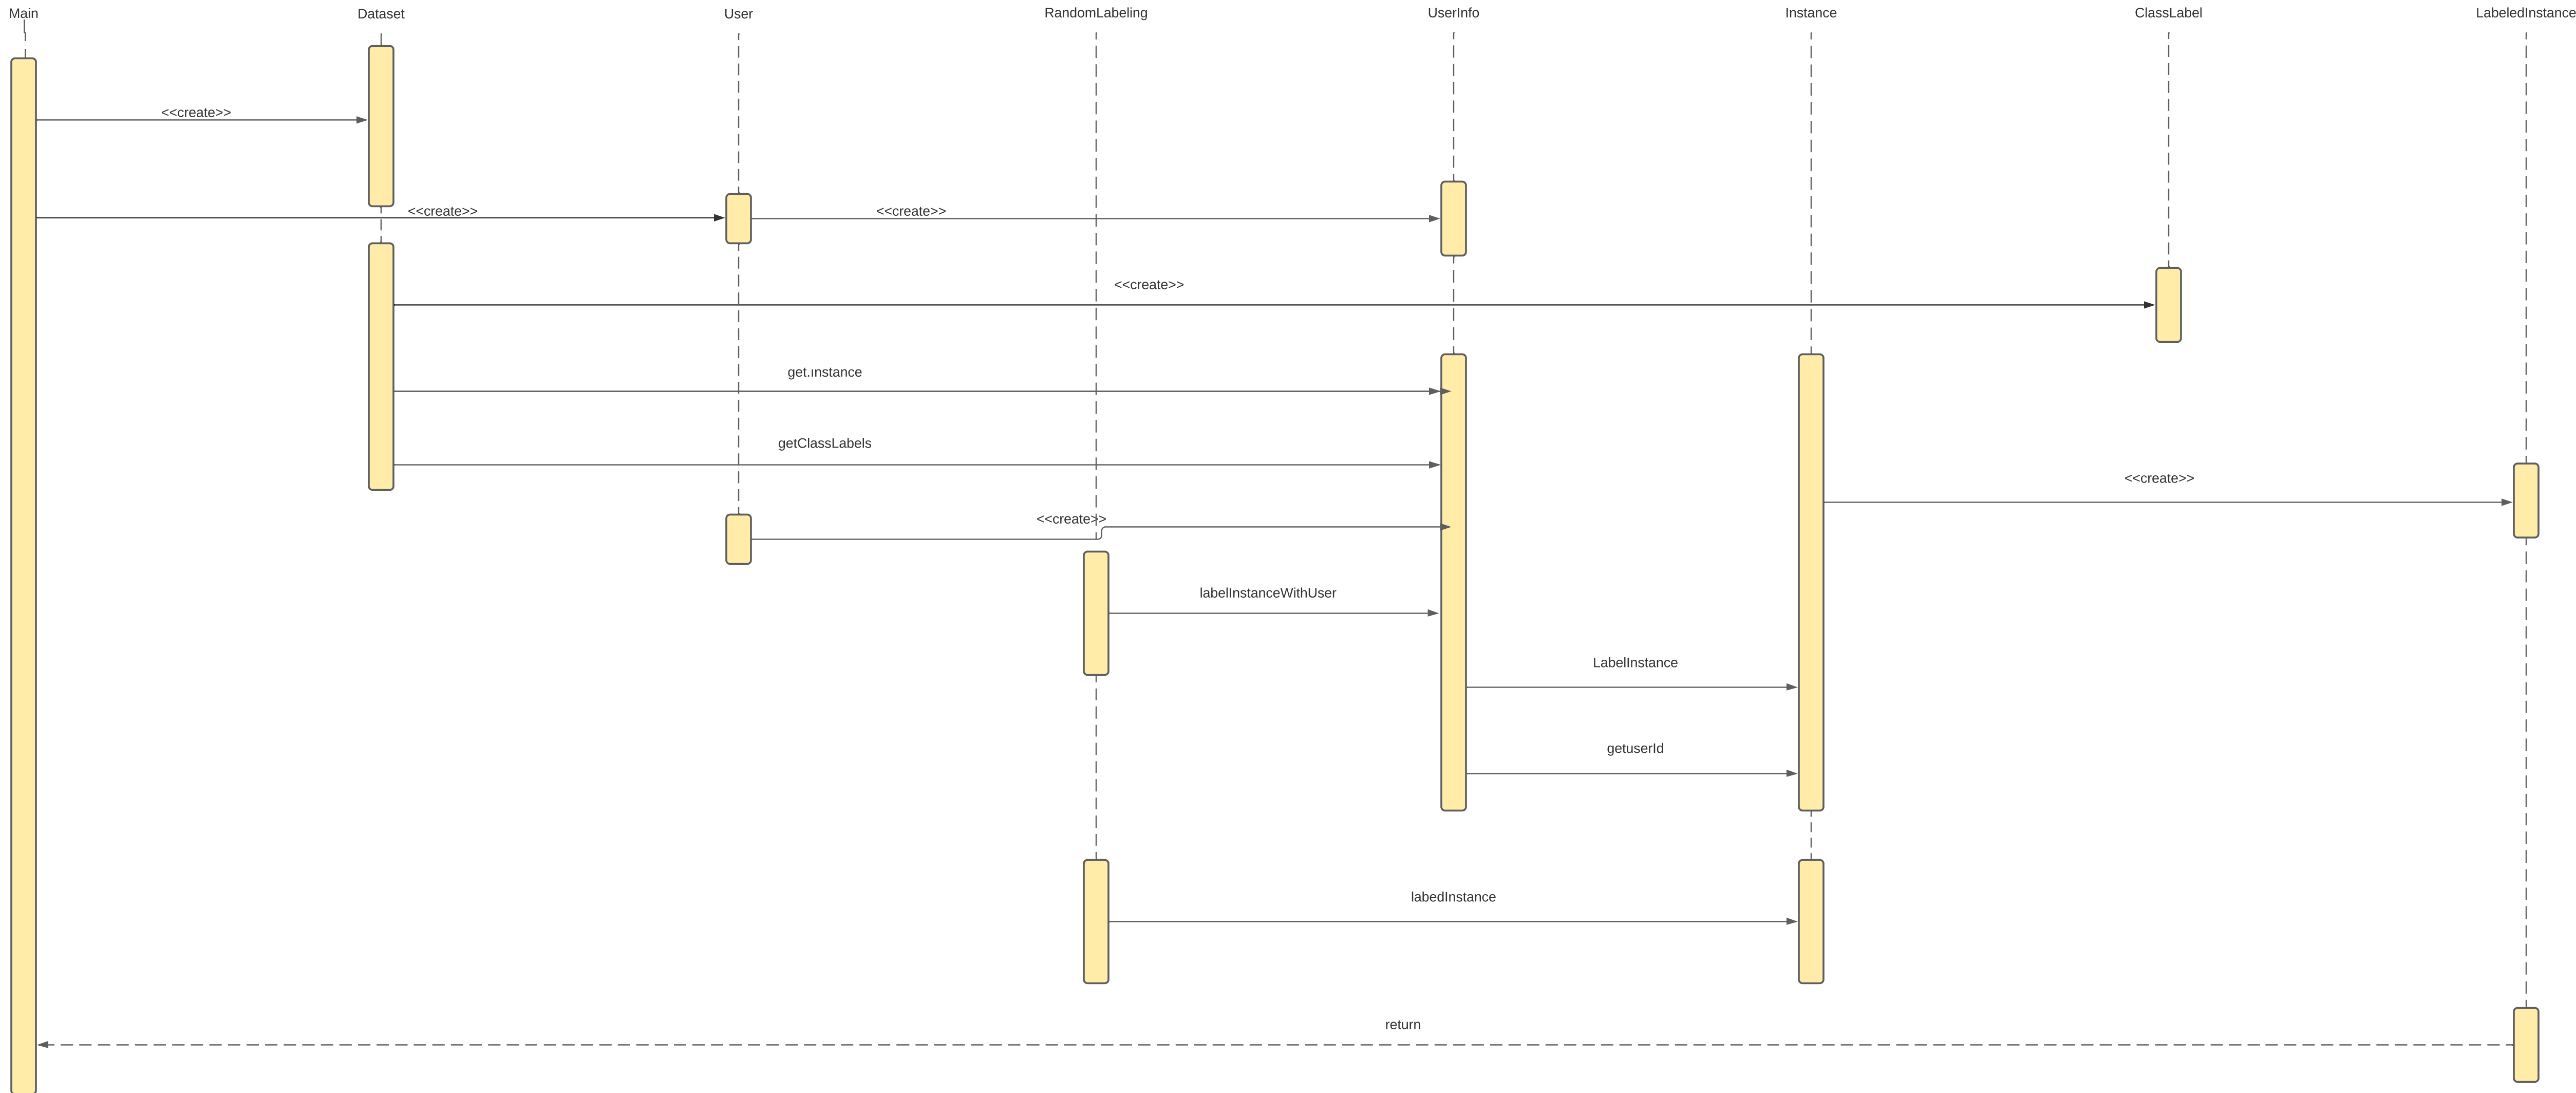 Main
Dataset
User
RandomLabeling
UserInfo
Instance
ClassLabel
LabeledInstance
<<create>>
<<create>>
<<create>>
<<create>>
get.ınstance
getClassLabels
<<create>>
<<create>>
labelInstanceWithUser
LabelInstance
getuserId
labedInstance
return